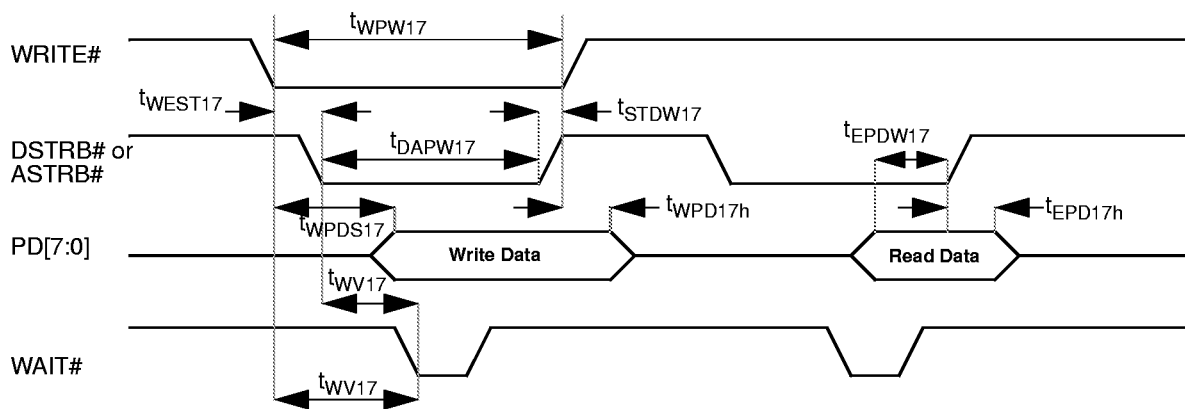 tWPW17
WRITE#
tWEST17
tSTDW17
tEPDW17
DSTRB# or
ASTRB#
tDAPW17
tWPDS17
tWPD17h
tEPD17h
PD[7:0]
Write Data
Read Data
tWV17
WAIT#
tWV17